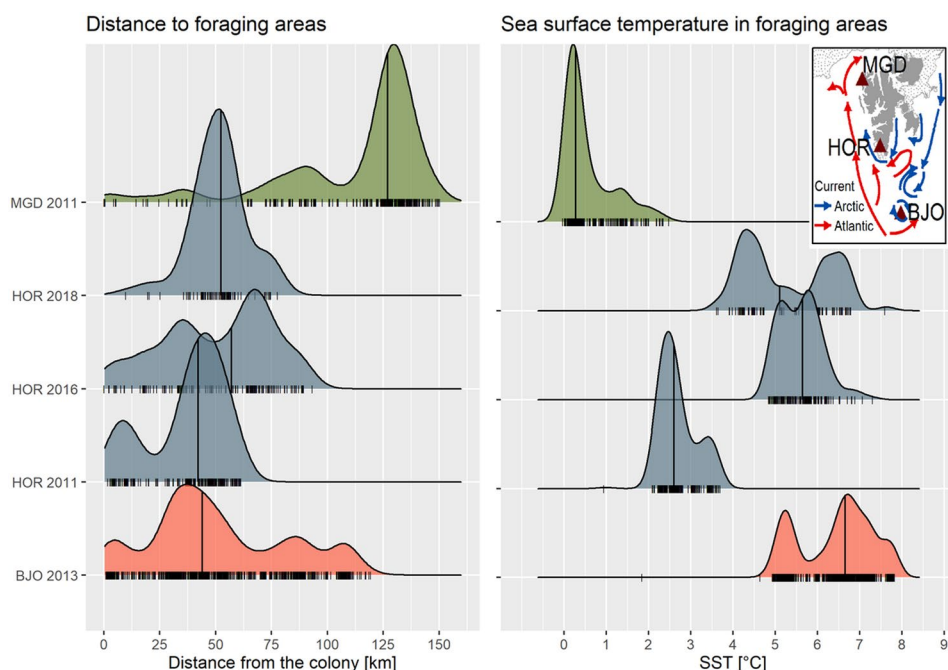 Distance to foraging areas
Sea surface temperature in foraging areas
MGD 2011
HOR 2018
HOR 2016
HOR 2011
BJO 2013
MGD
HOR
BJO
Current
Arctic
Atlantic
0 25 50 75 100 125 150
0 1 2 3 4 5 6 7 8 9
Distance from the colony [km]
SST [°C]